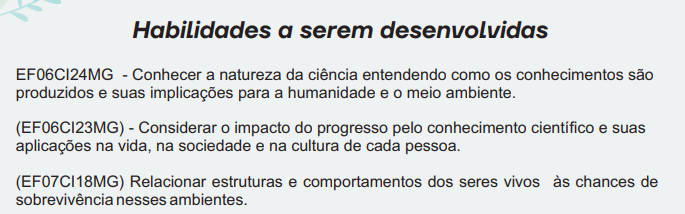 Habilidades a serem desenvolvidas
EF06CI24MG - Conhecer a natureza da ciência entendendo como os conhecimentos são
produzidos e suas implicações para a humanidade e o meio ambiente.
(EF06CI23MG) - Considerar o impacto do progresso pelo conhecimento científico e suas
aplicações na vida, na sociedade e na cultura de cada pessoa.
(EF07CI18MG) Relacionar estruturas e comportamentos dos seres vivos às chances de
sobrevivência nesses ambientes.